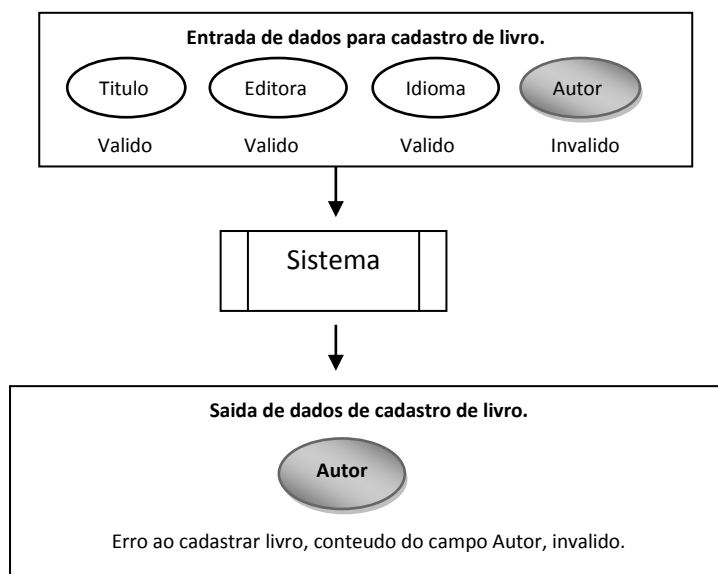 Entrada de dados para cadastro de livro.
Titulo Editora Idioma Autor
Valido Valido Valido Invalido
Sistema
Saida de dados de cadastro de livro.
Autor
Erro ao cadastrar livro, conteudo do campo Autor, invalido.